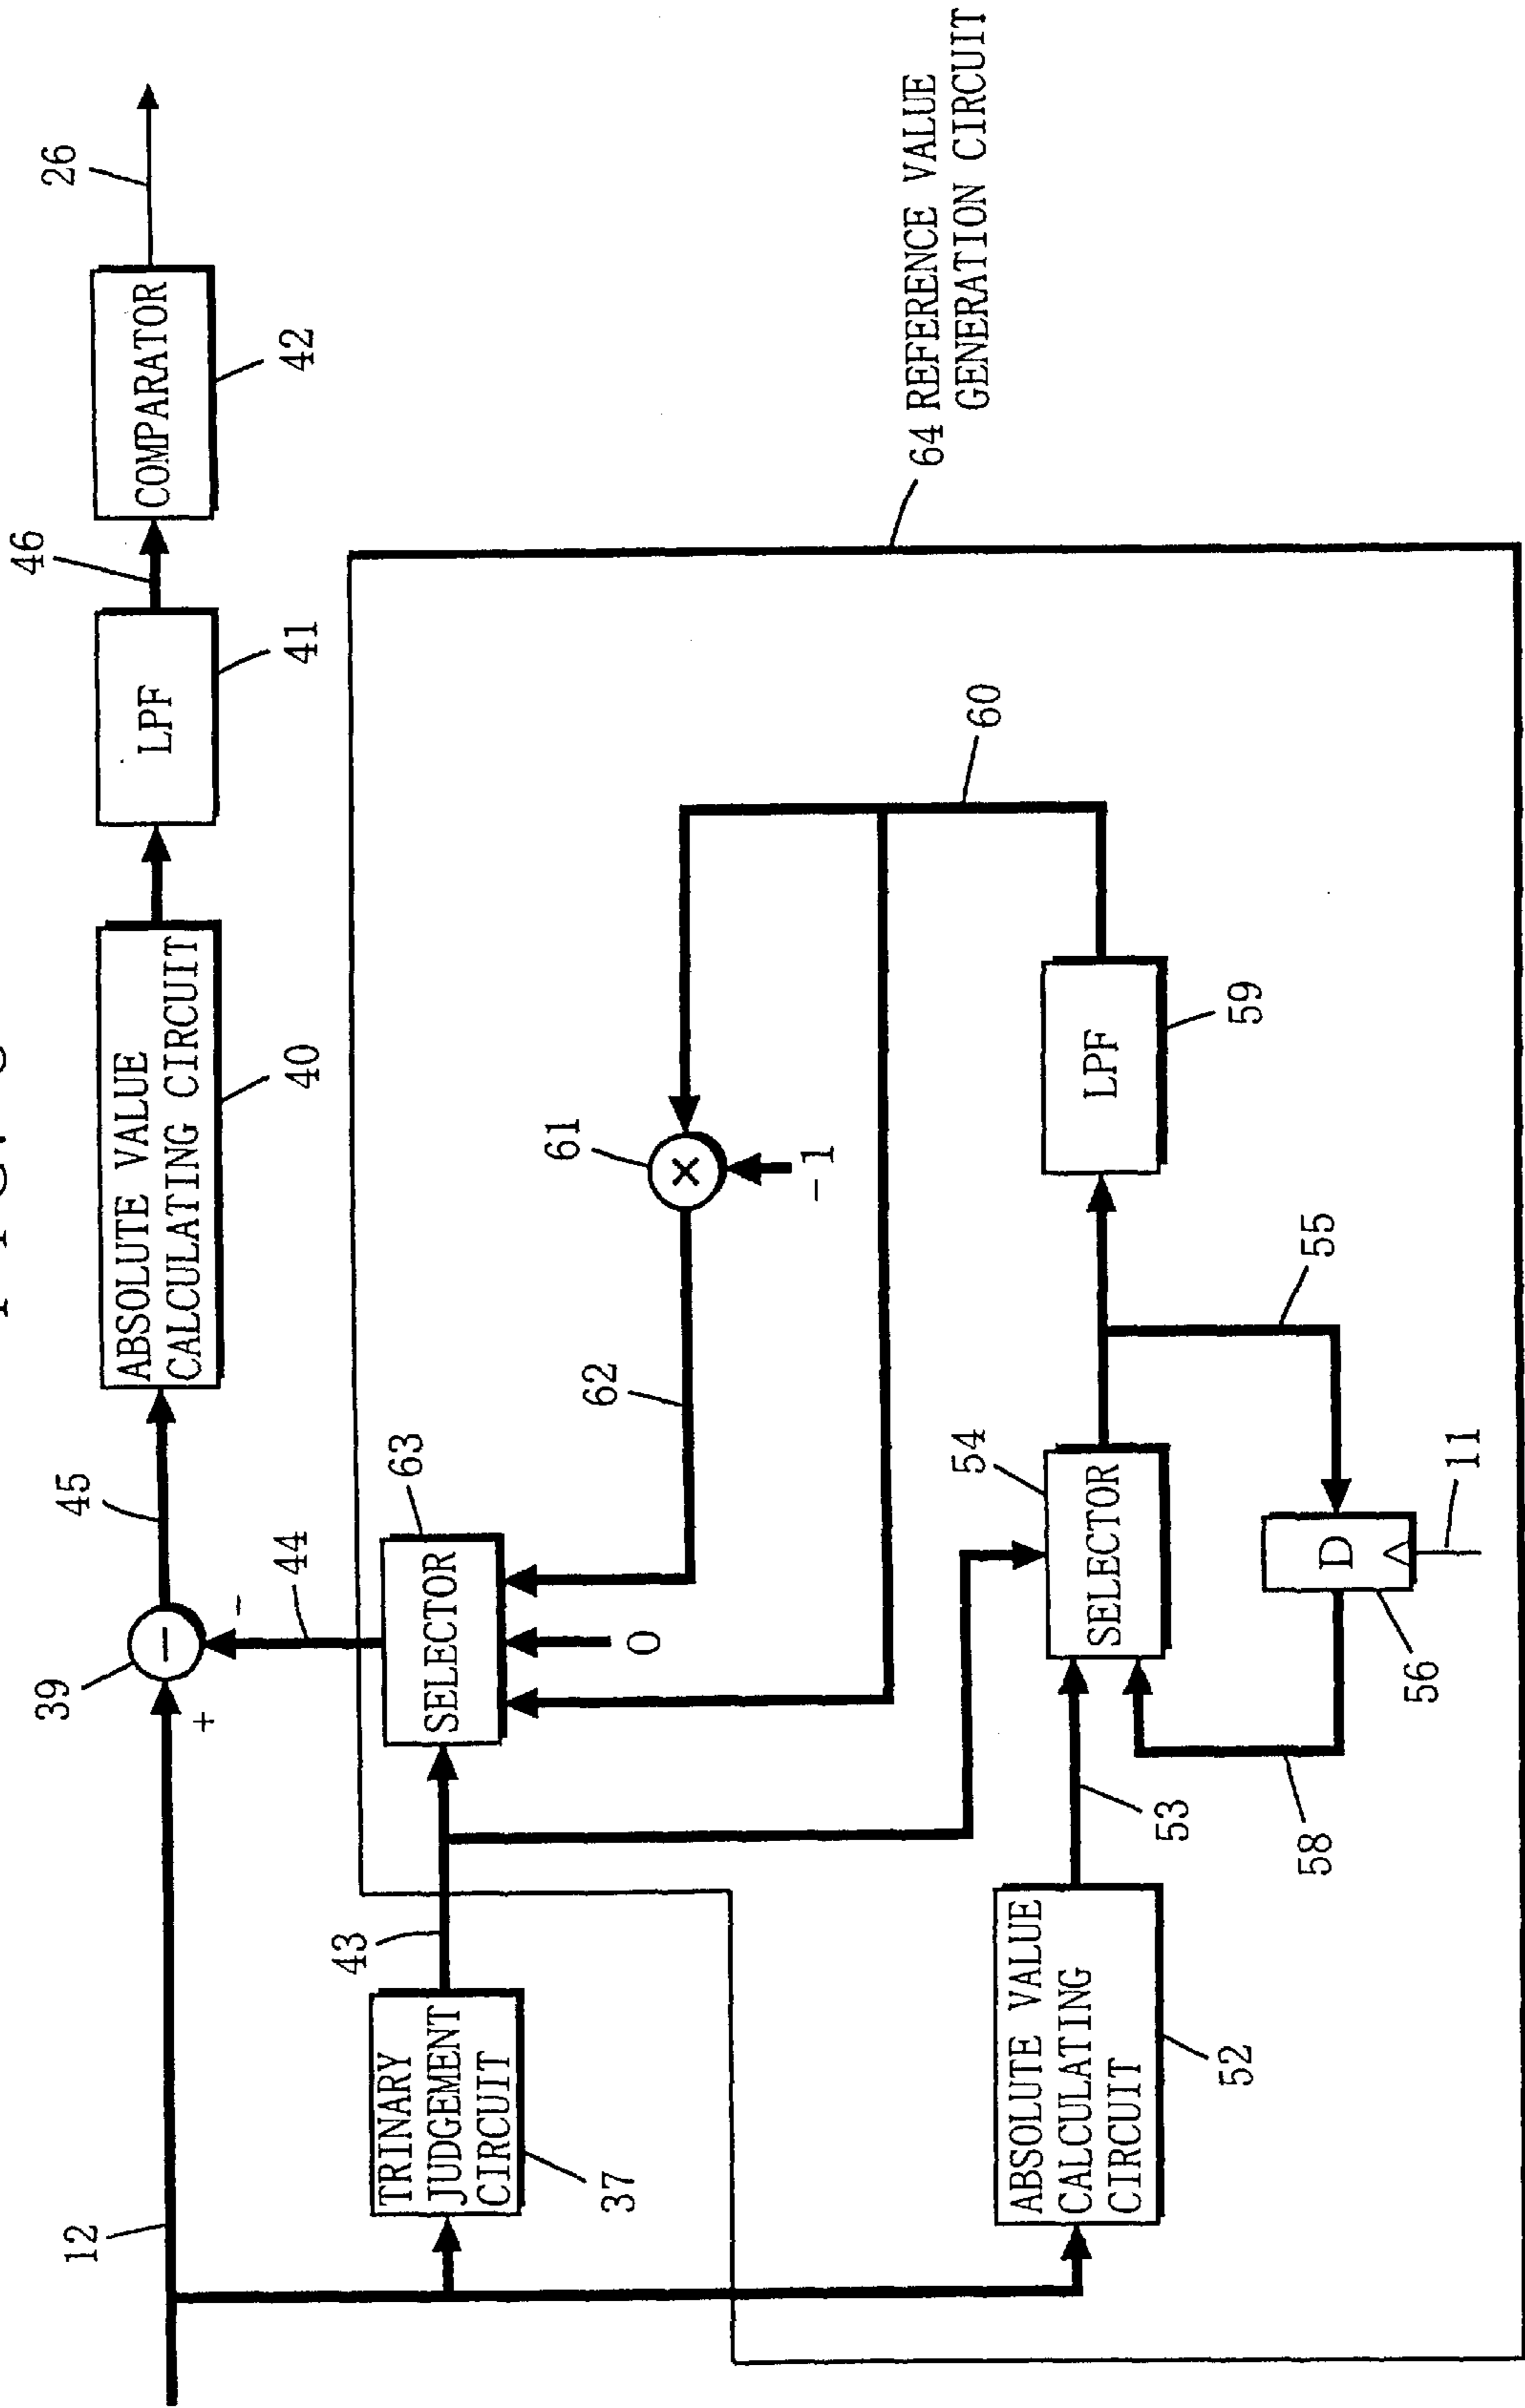 12
39
+
-
-
45
ABSOLUTE VALUE
CALCULATING CIRCUIT
40
LPF
41
46
COMPARATOR
42
26
TRINARY
JUDGEMENT
CIRCUIT
37
43
44
SELECTOR
63
0
62
61
×
-1
60
64 REFERENCE VALUE
GENERATION CIRCUIT
ABSOLUTE VALUE
CALCULATING
CIRCUIT
52
53
SELECTOR
54
58
D
56
11
55
LPF
59